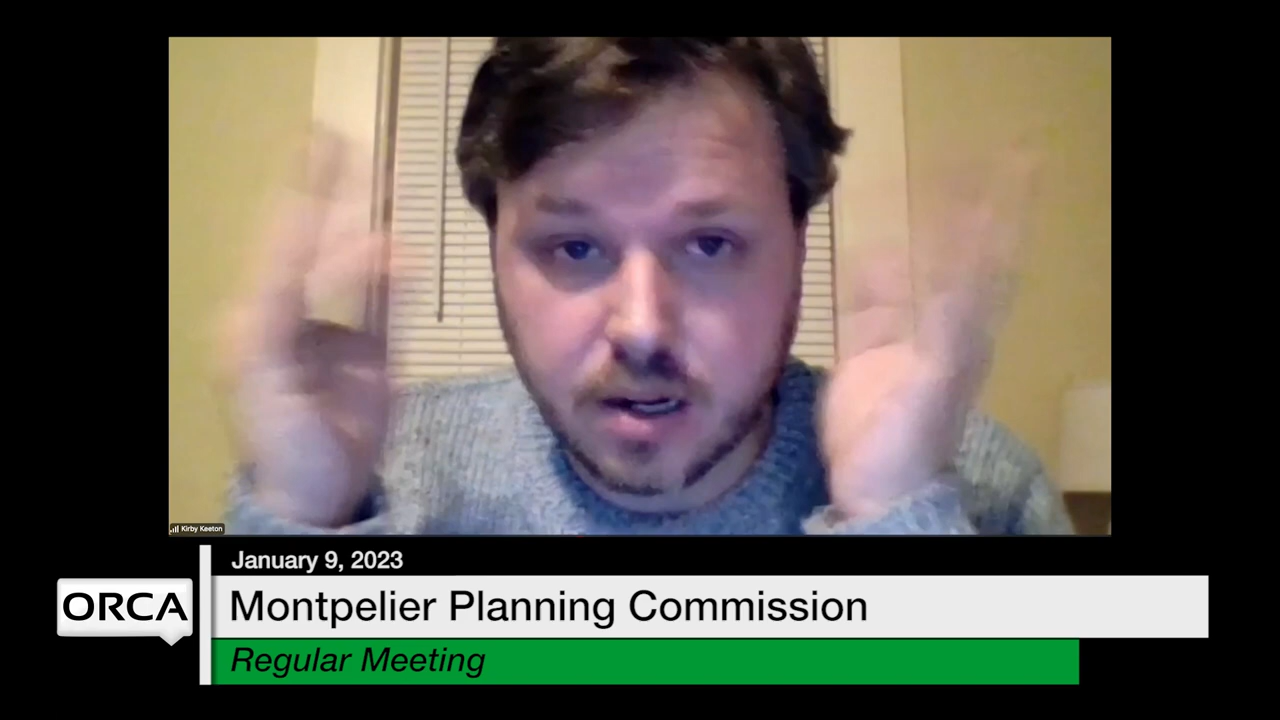 Kirby Keeton
January 9, 2023
ORCA
Montpelier Planning Commission
Regular Meeting